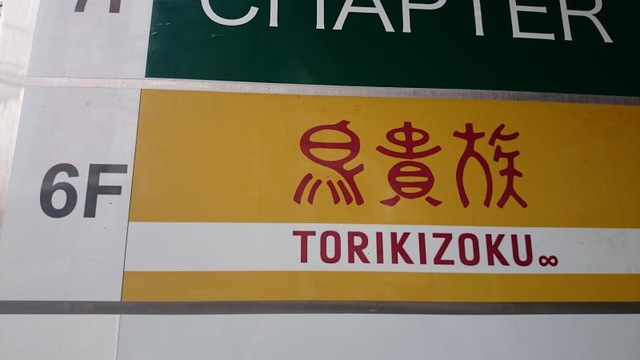 CHAPTER
6F
鳥貴族
TORIKIZOKU∞